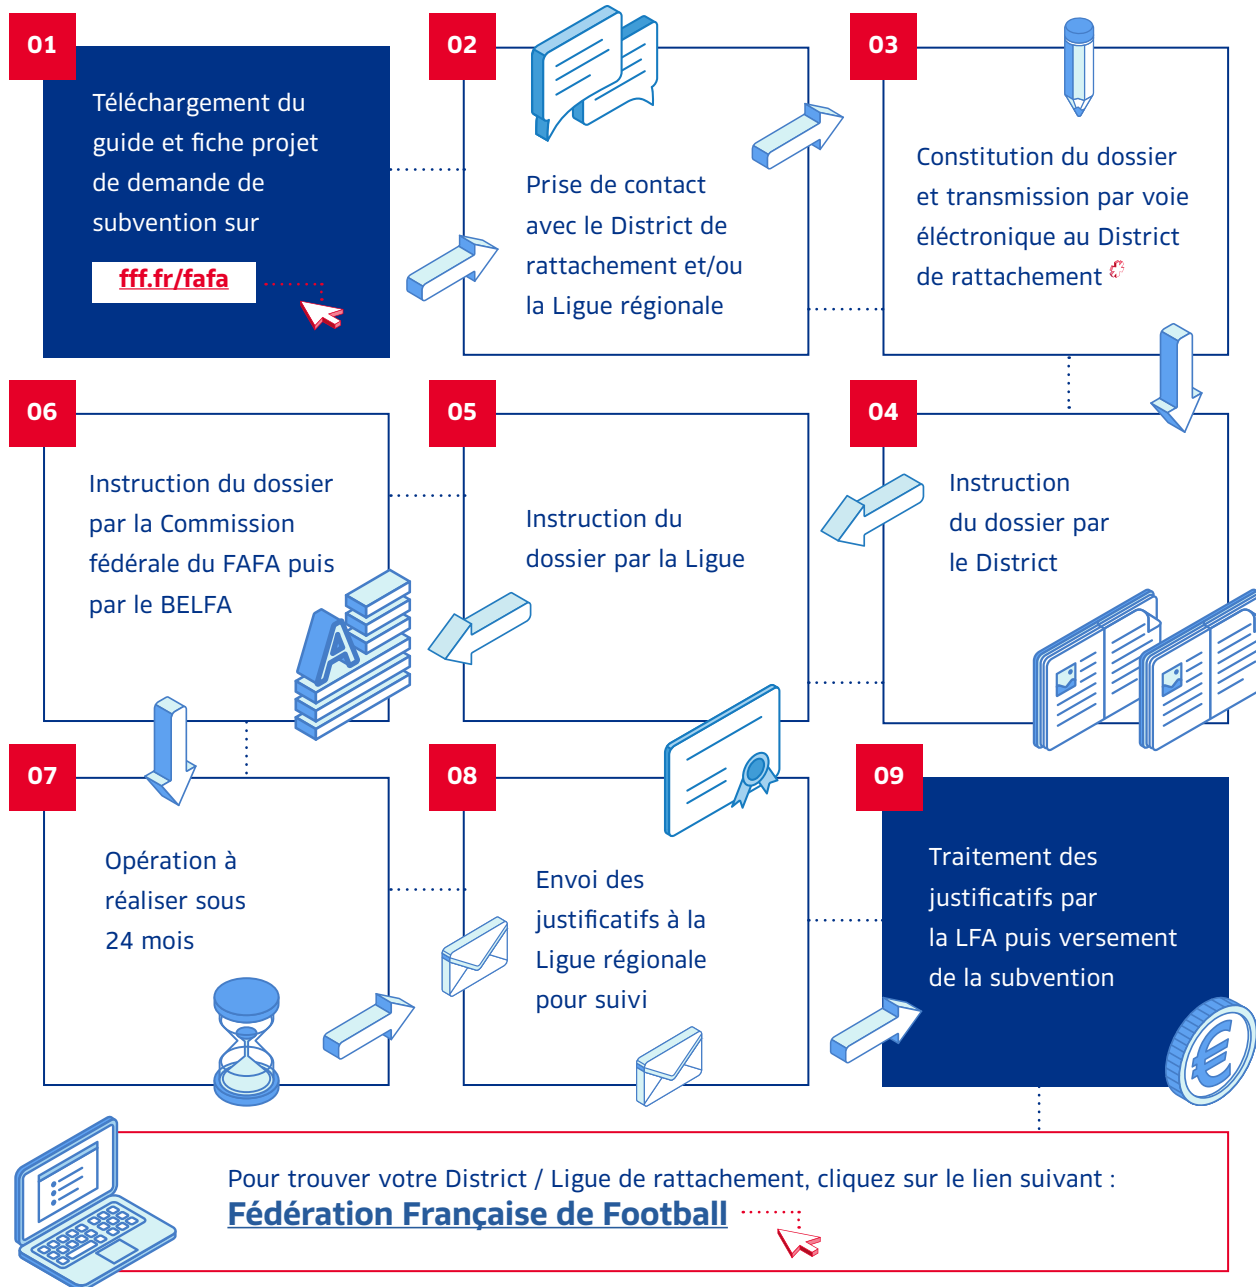 01
Téléchargement du
guide et fiche projet
de demande de
subvention sur
fff.fr/fafa
02
Prise de contact
avec le District de
rattachement et/ou
la Ligue régionale
03
Constitution du dossier
et transmission par voie
éléctronique au District
de rattachement
04
Instruction
du dossier par
le District
05
Instruction du
dossier par la Ligue
06
Instruction du dossier
par la Commission
fédérale du FAFA puis
par le BELFA
A
07
Opération à
réaliser sous
24 mois
08
Envoi des
justificatifs à la
Ligue régionale
pour suivi
09
Traitement des
justificatifs par
la LFA puis versement
de la subvention
€
Pour trouver votre District / Ligue de rattachement, cliquez sur le lien suivant :
Fédération Française de Football